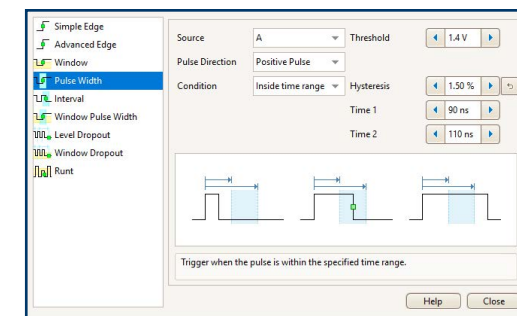 Simple Edge
Advanced Edge
Window
Pulse Width
Interval
Window Pulse Width
Level Dropout
Window Dropout
Runt
Source A Threshold 1.4 V
Pulse Direction Positive Pulse
Condition Inside time range Hysteresis 1.50 %
Time 1 90 ns
Time 2 110 ns
Trigger when the pulse is within the specified time range.
Help Close